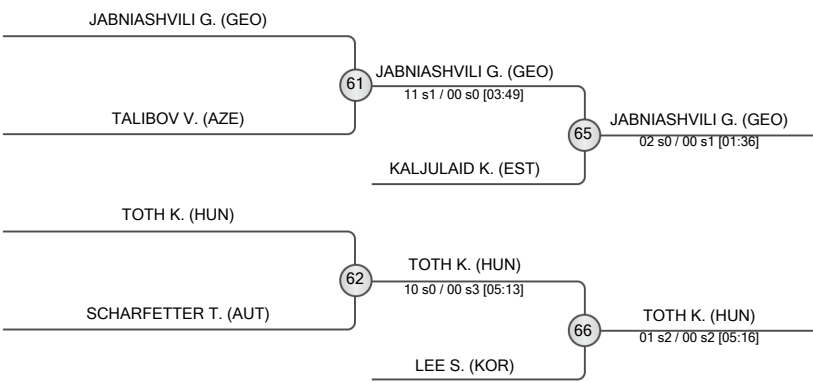 JABNIASHVILI G. (GEO)
61
JABNIASHVILI G. (GEO)
11 s1 / 00 s0 [03:49]
TALIBOV V. (AZE)
65
JABNIASHVILI G. (GEO)
02 s0 / 00 s1 [01:36]
KALJULAID K. (EST)
TOTH K. (HUN)
62
TOTH K. (HUN)
10 s0 / 00 s3 [05:13]
SCHARFETTER T. (AUT)
66
TOTH K. (HUN)
01 s2 / 00 s2 [05:16]
LEE S. (KOR)